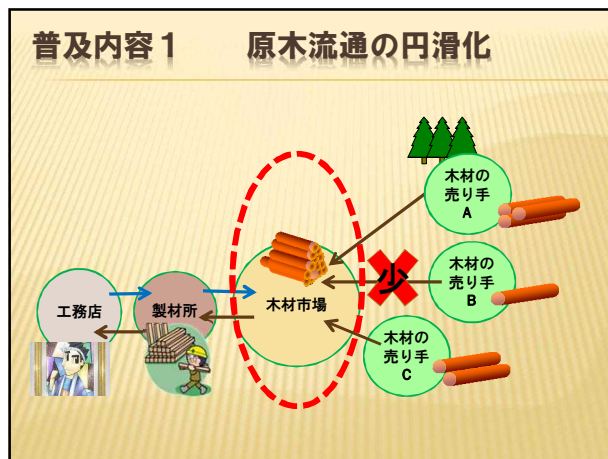 普及内容１　原木流通の円滑化
木材の
売り手
A
少
木材の
売り手
B
工務店
製材所
木材市場
木材の
売り手
C